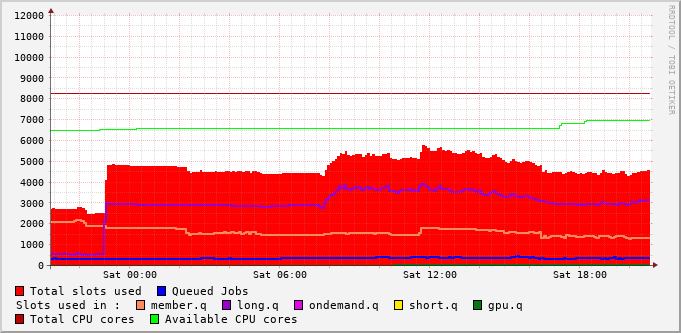 12000
11000
10000
9000
8000
7000
6000
5000
4000
3000
2000
1000
0
Sat 00:00 Sat 06:00 Sat 12:00 Sat 18:00
Total slots used Queued Jobs
Slots used in : member.q long.q ondemand.q short.q gpu.q
Total CPU cores Available CPU cores
RRDTOOL / TOBI OETIKER